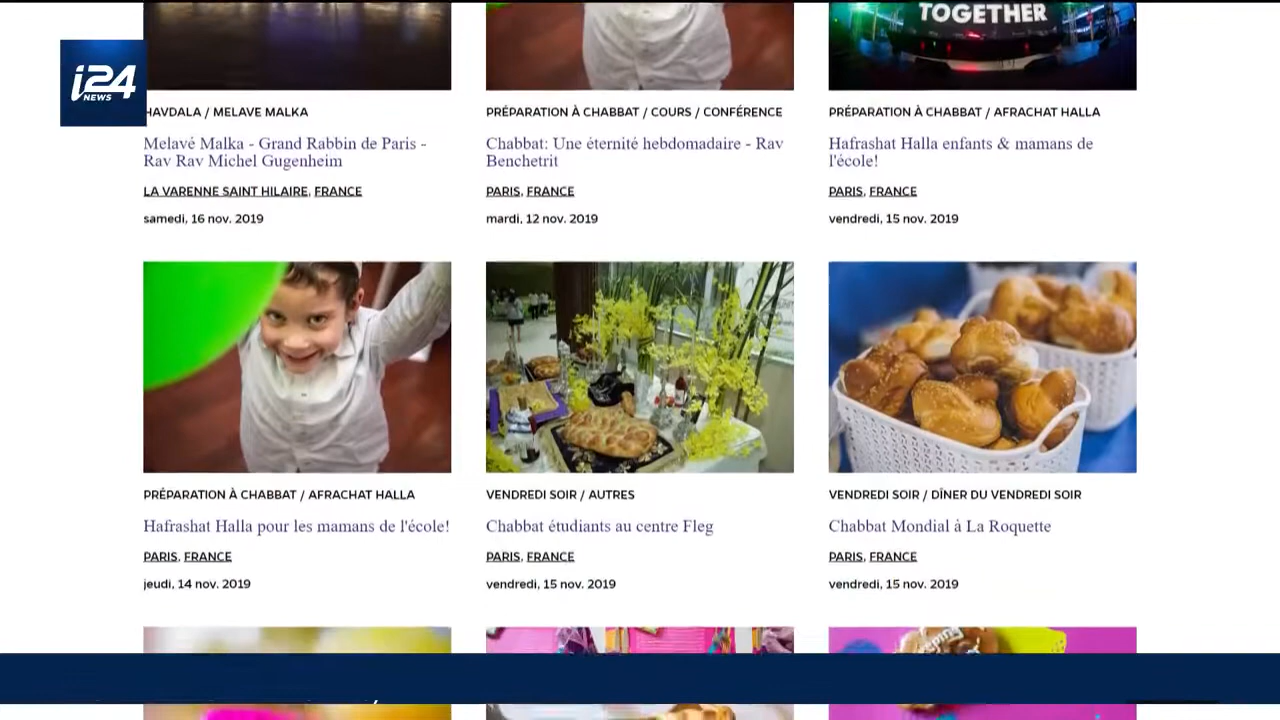 TOGETHER
i24
NEWS
HAVDALA / MELAVE MALKA
Melavé Malka - Grand Rabbin de Paris -
Rav Rav Michel Gugenheim
LA VARENNE SAINT HILAIRE, FRANCE
samedi, 16 nov. 2019
PRÉPARATION À CHABBAT / COURS / CONFÉRENCE
Chabbat: Une éternité hebdomadaire - Rav
Benchetrit
PARIS, FRANCE
mardi, 12 nov. 2019
PRÉPARATION À CHABBAT / AFRACHAT HALLA
Hafrashat Halla enfants & mamans de
l'école!
PARIS, FRANCE
vendredi, 15 nov. 2019
PRÉPARATION À CHABBAT / AFRACHAT HALLA
Hafrashat Halla pour les mamans de l'école!
PARIS, FRANCE
jeudi, 14 nov. 2019
VENDREDI SOIR / AUTRES
Chabbat étudiants au centre Fleg
PARIS, FRANCE
vendredi, 15 nov. 2019
VENDREDI SOIR / DÎNER DU VENDREDI SOIR
Chabbat Mondial à La Roquette
PARIS, FRANCE
vendredi, 15 nov. 2019